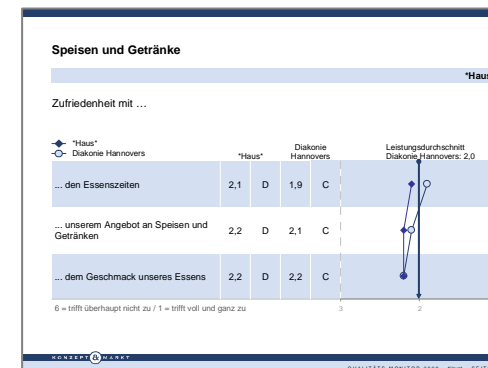 Speisen und Getränke
*Haus
Zufriedenheit mit …
*Haus*
Diakonie Hannovers
*Haus*
Diakonie
Hannovers
Leistungsdurchschnitt
Diakonie Hannovers: 2,0
... den Essenszeiten 2,1 D 1,9 C
... unserem Angebot an Speisen und
Getränken 2,2 D 2,1 C
... dem Geschmack unseres Essens 2,2 D 2,2 C
6 = trifft überhaupt nicht zu / 1 = trifft voll und ganz zu 3 2
KONZEPT & MARKT